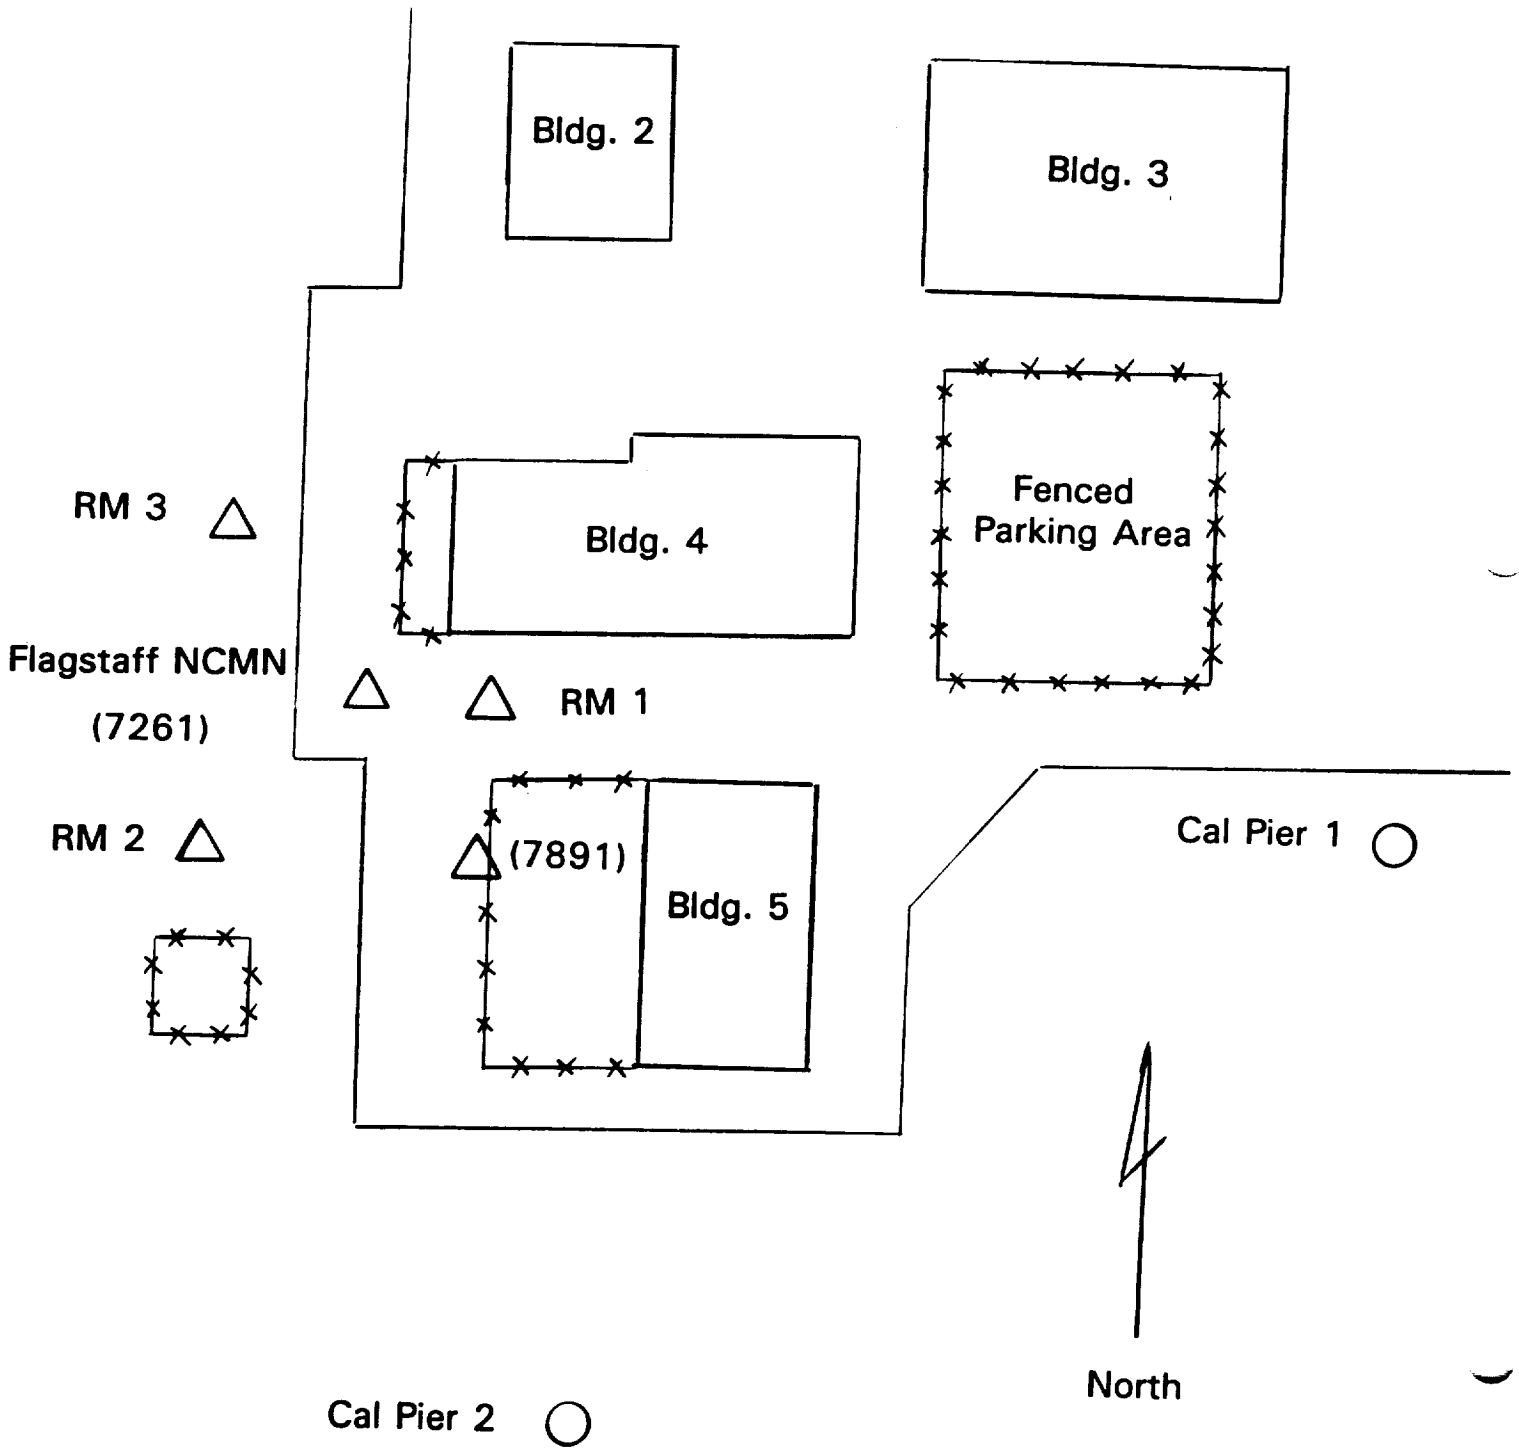 Bldg. 2
Bldg. 3
RM 3
Bldg. 4
Fenced
Parking Area
Flagstaff NCMN
(7261)
RM 1
RM 2
(7891)
Bldg. 5
Cal Pier 1
North
Cal Pier 2